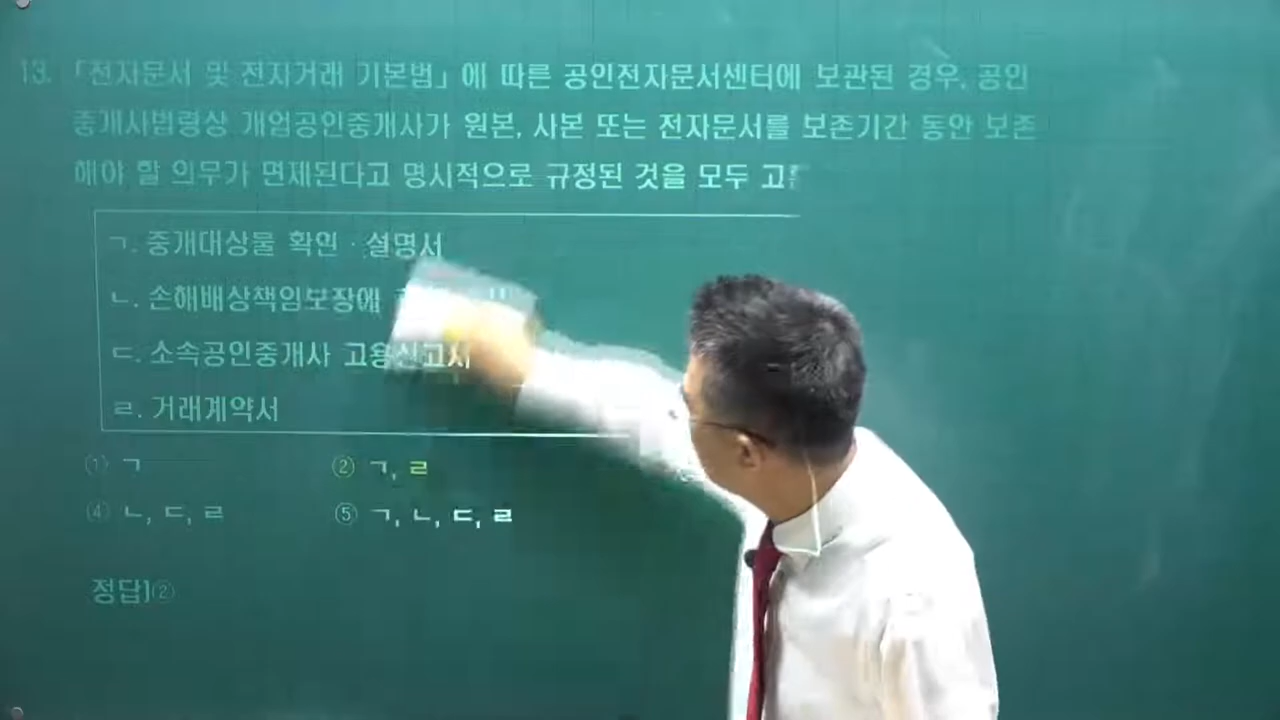 13. 「전자문서 및 전자거래 기본법」에 따른 공인전자문서센터에 보관된 경우, 공인
중개사법령상 개업공인중개사가 원본, 사본 또는 전자문서를 보존기간 동안 보존
해야 할 의무가 면제된다고 명시적으로 규정된 것을 모두
ㄱ. 중개대상물 확인·설명서
ㄴ. 손해배상책임보장에
ㄷ. 소속공인중개사 고용신고서
ㄹ. 거래계약서
① ㄱ ② ㄱ, ㄹ
④ ㄴ, ㄷ, ㄹ ⑤ ㄱ, ㄴ, ㄷ, ㄹ
정답]②